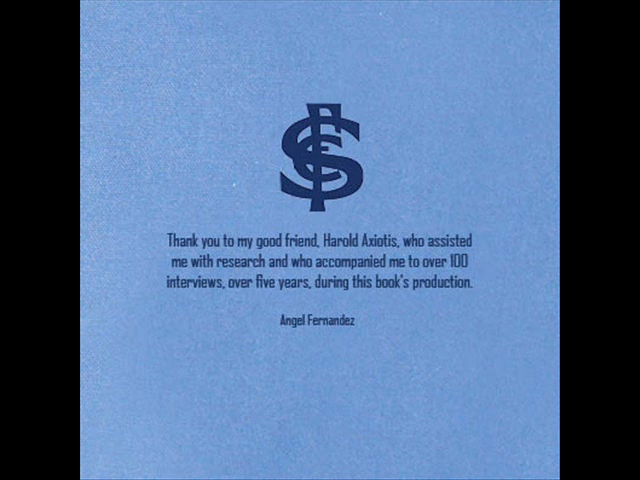 Thank you to my good friend, Harold Axiotis, who assisted
me with research and who accompanied me to over 100
interviews, over five years, during this book's production.
Angel Fernandez